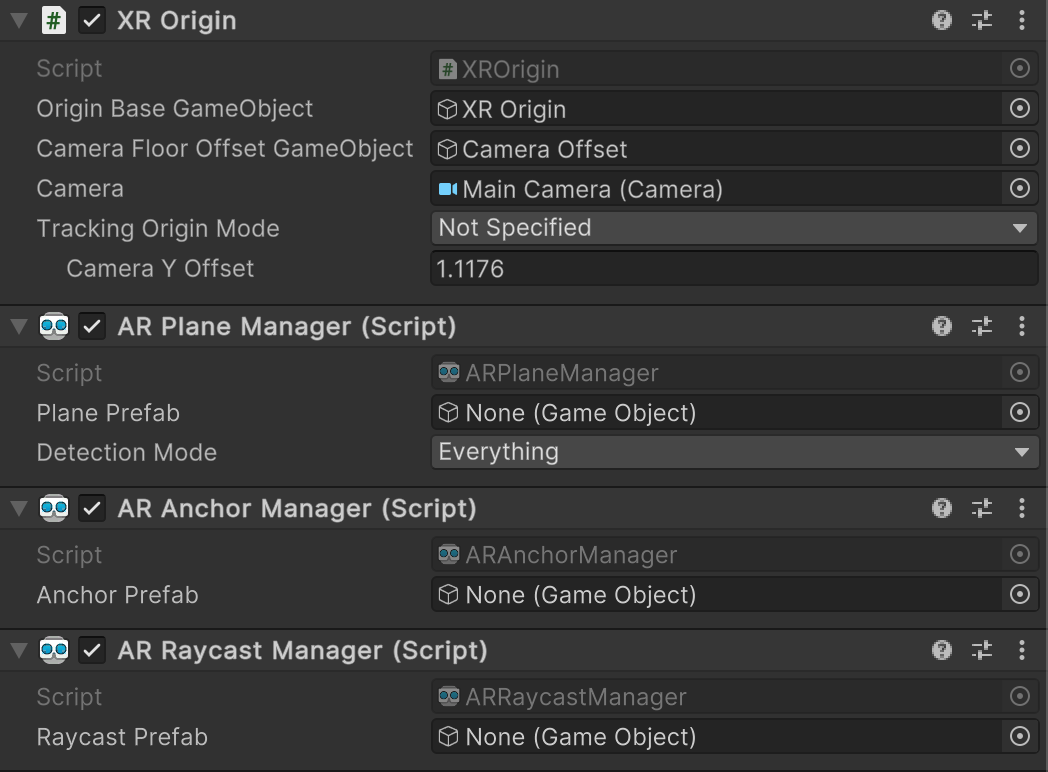 XR Origin
Script XROrigin
Origin Base GameObject XR Origin
Camera Floor Offset GameObject Camera Offset
Camera Main Camera (Camera)
Tracking Origin Mode Not Specified
Camera Y Offset 1.1176
AR Plane Manager (Script)
Script ARPlaneManager
Plane Prefab None (Game Object)
Detection Mode Everything
AR Anchor Manager (Script)
Script ARAnchorManager
Anchor Prefab None (Game Object)
AR Raycast Manager (Script)
Script ARRaycastManager
Raycast Prefab None (Game Object)